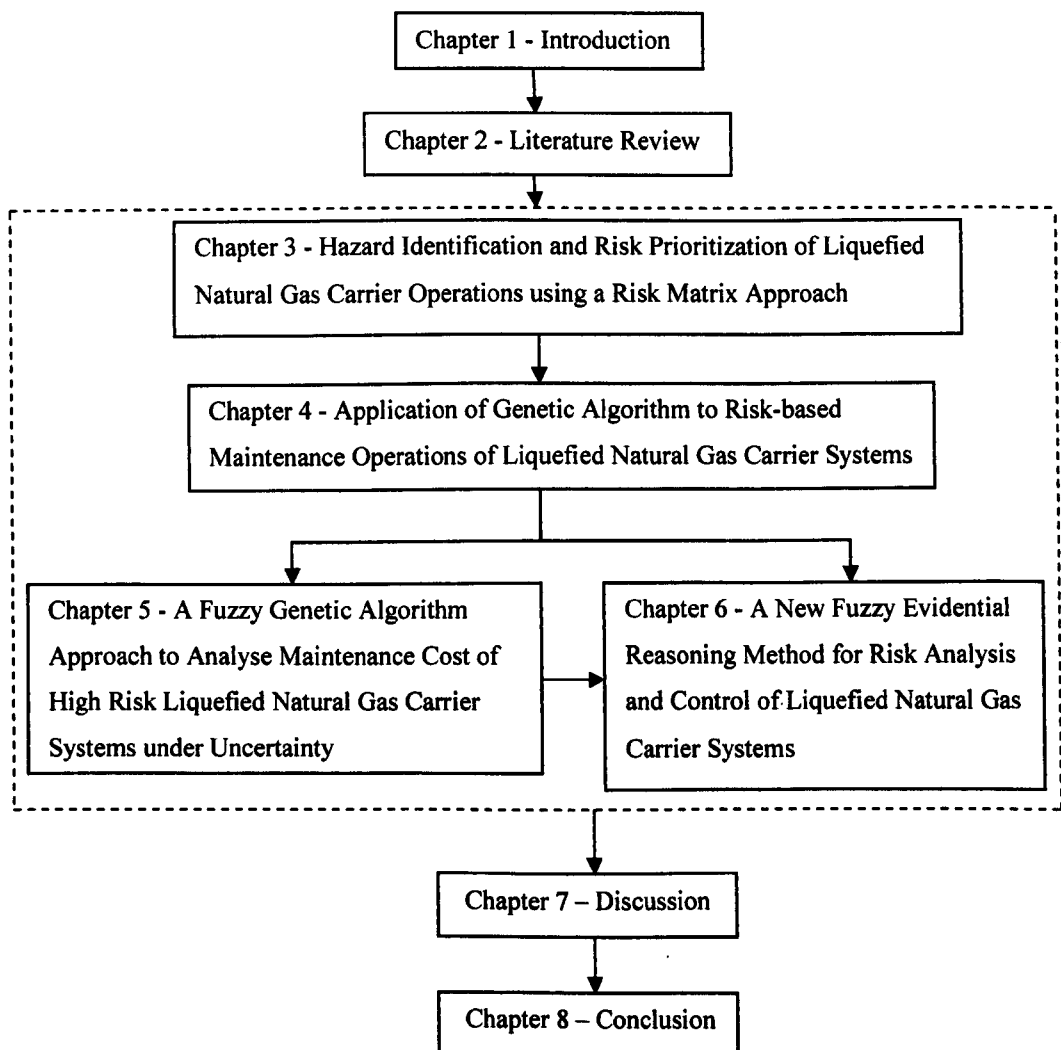 Chapter 1 - Introduction
Chapter 2 - Literature Review
Chapter 3 - Hazard Identification and Risk Prioritization of Liquefied
Natural Gas Carrier Operations using a Risk Matrix Approach
Chapter 4 - Application of Genetic Algorithm to Risk-based
Maintenance Operations of Liquefied Natural Gas Carrier Systems
Chapter 5 - A Fuzzy Genetic Algorithm
Approach to Analyse Maintenance Cost of
High Risk Liquefied Natural Gas Carrier
Systems under Uncertainty
Chapter 6 - A New Fuzzy Evidential
Reasoning Method for Risk Analysis
and Control of Liquefied Natural Gas
Carrier Systems
Chapter 7 – Discussion
Chapter 8 – Conclusion